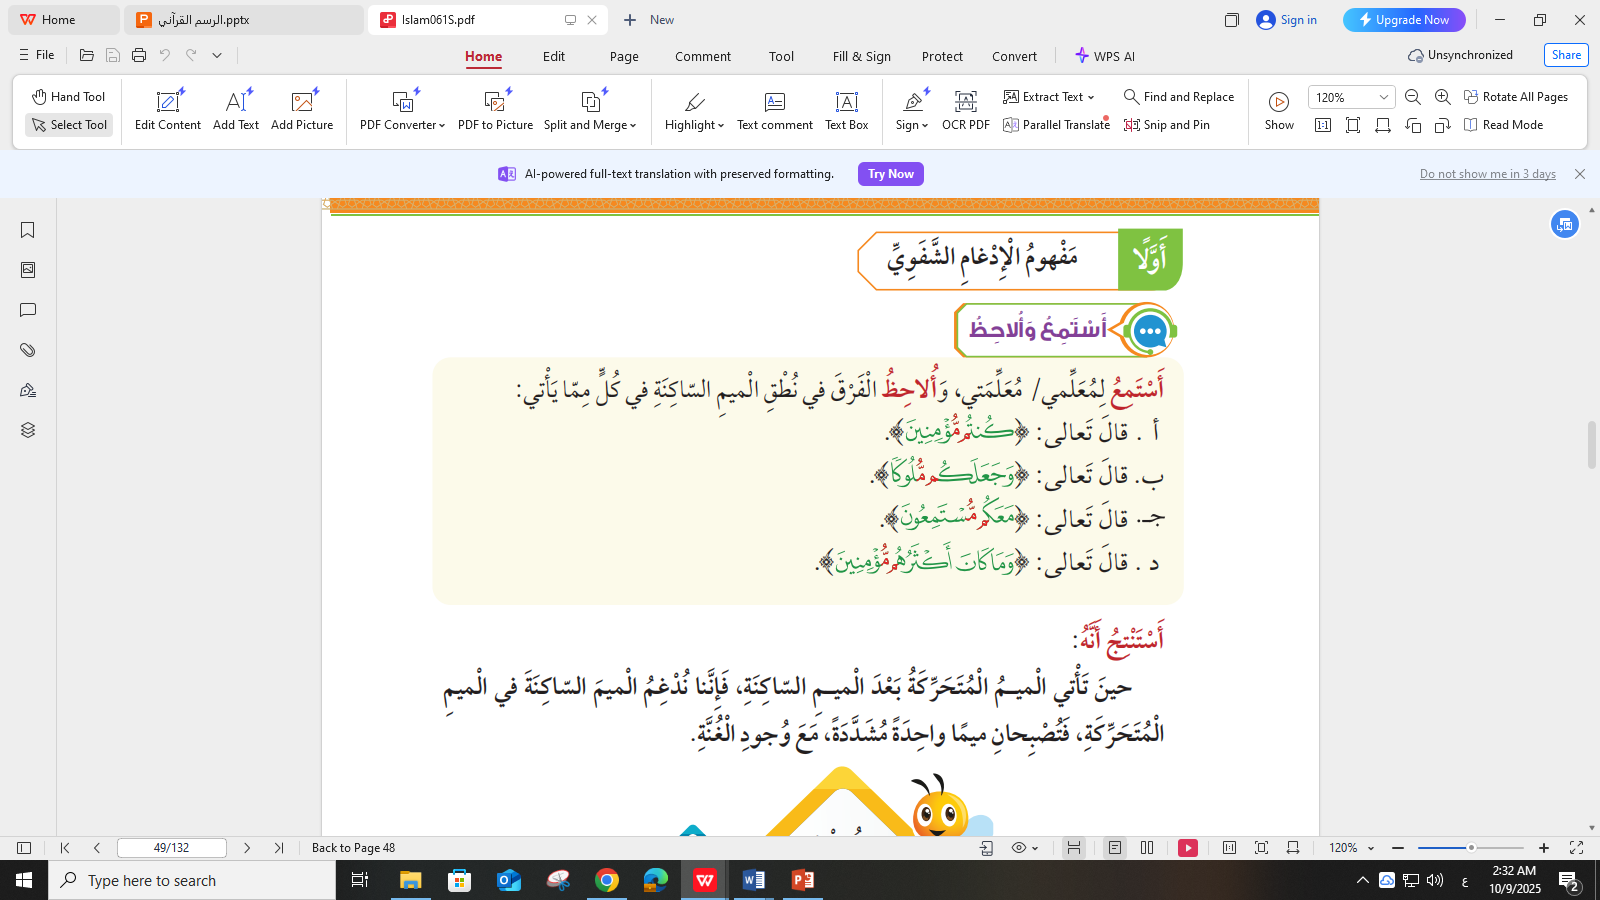 Home
الرسم القرآني.pptx
Islam061S.pdf
New
Sign in
Upgrade Now
File
Home
Edit
Page
Comment
Tool
Fill & Sign
Protect
Convert
WPS AI
Unsynchronized
Share
Hand Tool
Select Tool
Edit Content
Add Text
Add Picture
PDF Converter
PDF to Picture
Split and Merge
Highlight
Text comment
Text Box
Sign
OCR PDF
Extract Text
Parallel Translate
Find and Replace
Snip and Pin
Show
120%
Rotate All Pages
Read Mode
AI-powered full-text translation with preserved formatting.
Try Now
Do not show me in 3 days
أَوَّلًا
مَفْهومُ الْإِدْغامِ الشَّفَوِيِّ
أَسْتَمِعُ وَأُلاحِظُ
أَسْتَمِعُ لِمُعَلِّمي/ مُعَلِّمَتي، وَأُلاحِظُ الْفَرْقَ في نُطْقِ الْميمِ السّاكِنَةِ في كُلٍّ مِمّا يَأْتي:
أ . قالَ تَعالى: ﴿كُنتُم مُّؤْمِنِينَ﴾.
ب. قالَ تَعالى: ﴿وَجَعَلَكُم مُّلُوكًا﴾.
جـ. قالَ تَعالى: ﴿مَعَكُم مُّسْتَمِعُونَ﴾.
د . قالَ تَعالى: ﴿وَمَا كَانَ أَكْثَرُهُم مُّؤْمِنِينَ﴾.
أَسْتَنْتِجُ أَنَّهُ:
حينَ تَأْتي الْميــمُ الْمُتَحَرِّكَةُ بَعْدَ الْميــمِ السّاكِنَةِ، فَإِنَّنا نُدْغِمُ الْميمَ السّاكِنَةَ في الْميمِ
الْمُتَحَرِّكَةِ، فَتُصْبِحانِ ميمًا واحِدَةً مُشَدَّدَةً، مَعَ وُجودِ الْغُنَّةِ.
49/132
Back to Page 48
120%
Type here to search
ع
2:32 AM
10/9/2025
2